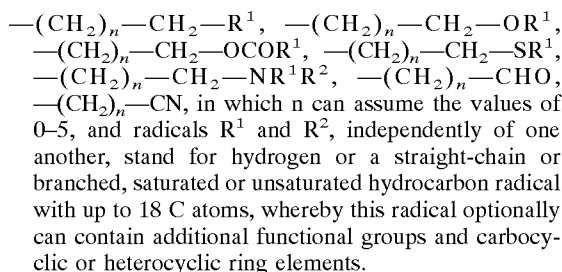 —(CH₂)ₙ—CH₂—R¹, —(CH₂)ₙ—CH₂—OR¹,
—(CH₂)ₙ—CH₂—OCOR¹, —(CH₂)ₙ—CH₂—SR¹,
—(CH₂)ₙ—CH₂—NR¹R², —(CH₂)ₙ—CHO,
—(CH₂)ₙ—CN, in which n can assume the values of
0–5, and radicals R¹ and R², independently of one
another, stand for hydrogen or a straight-chain or
branched, saturated or unsaturated hydrocarbon radical
with up to 18 C atoms, whereby this radical optionally
can contain additional functional groups and carbocy-
clic or heterocyclic ring elements.